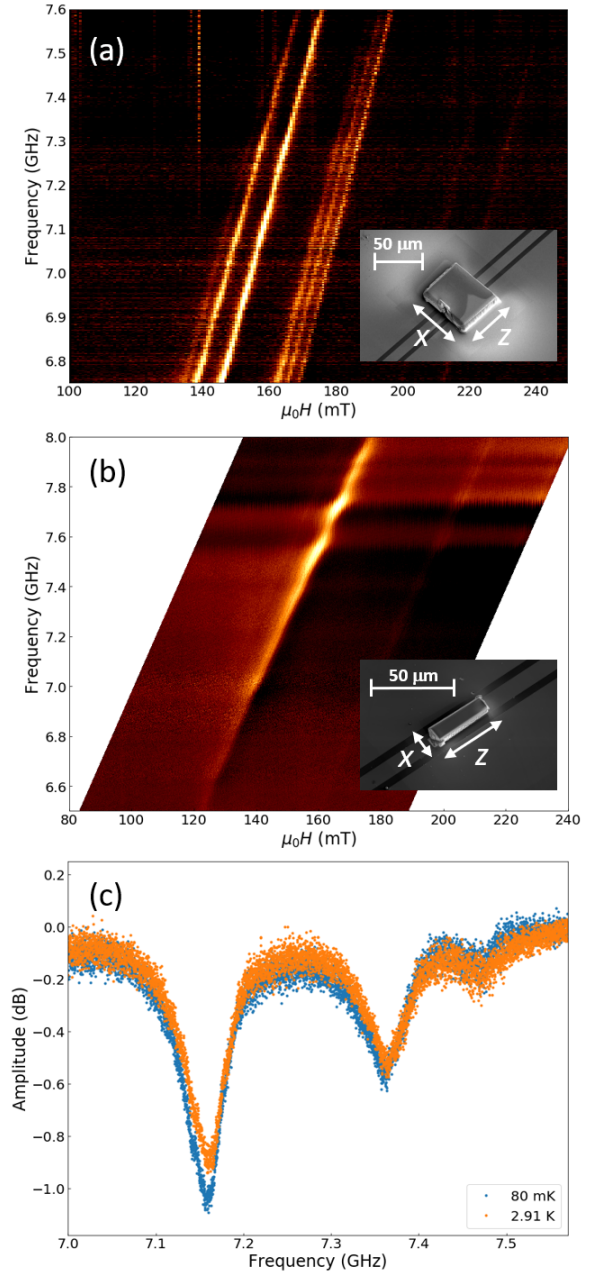 (a)
7.6
7.5
7.4
7.3
7.2
7.1
7.0
6.9
6.8
Frequency (GHz)
50 μm
X
Z
100
120
140
160
180
200
220
240
μ₀H (mT)
(b)
8.0
7.8
7.6
7.4
7.2
7.0
6.8
6.6
Frequency (GHz)
50 μm
X
Z
80
100
120
140
160
180
200
220
240
μ₀H (mT)
(c)
0.2
0.0
−0.2
−0.4
−0.6
−0.8
−1.0
Amplitude (dB)
80 mK
2.91 K
7.0
7.1
7.2
7.3
7.4
7.5
Frequency (GHz)